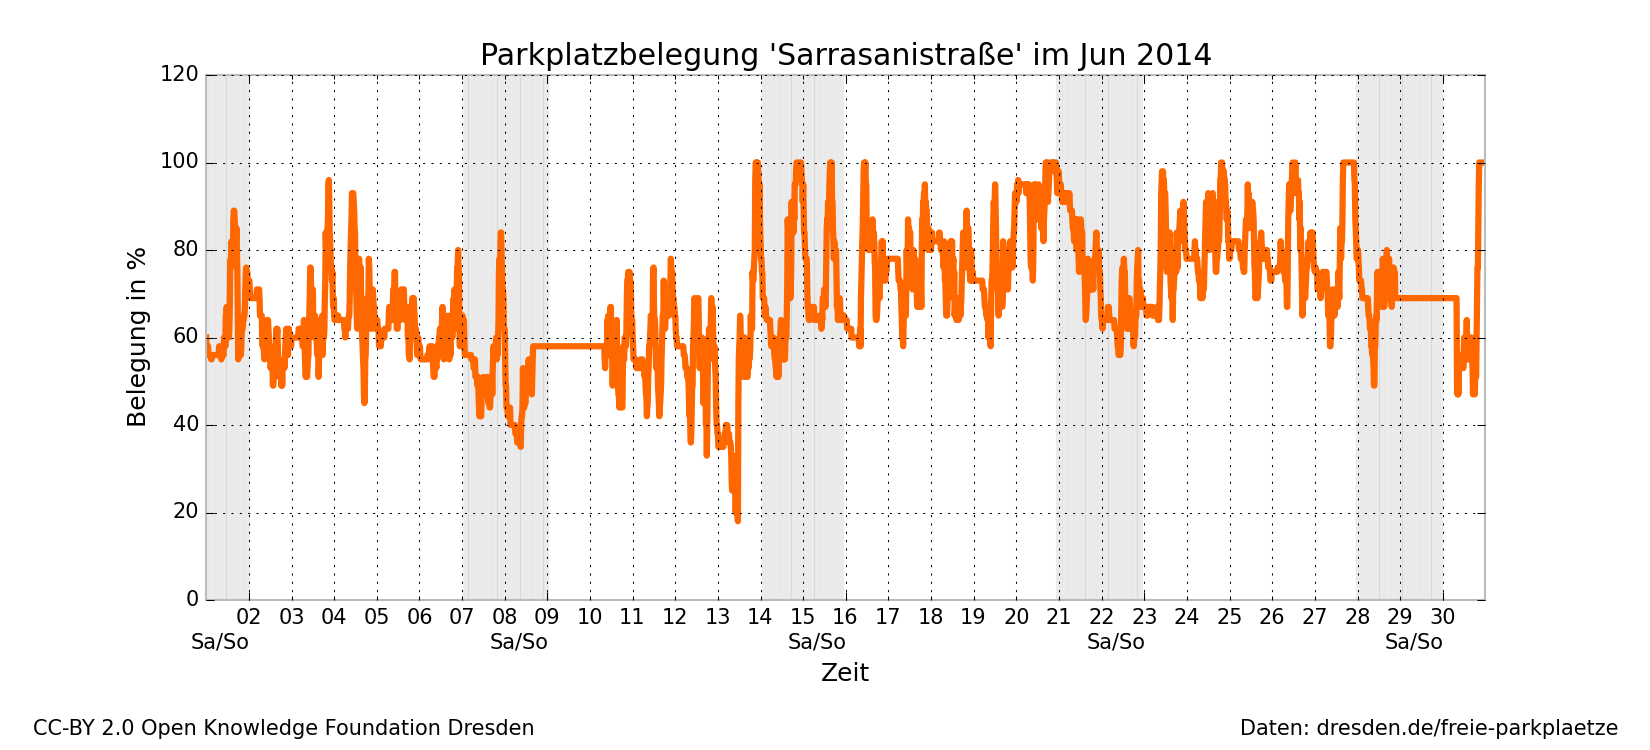 Parkplatzbelegung 'Sarrasanistraße' im Jun 2014
120
100
80
60
40
20
0
Belegung in %
02 03 04 05 06 07 08 09 10 11 12 13 14 15 16 17 18 19 20 21 22 23 24 25 26 27 28 29 30
Sa/So Sa/So Sa/So Sa/So Sa/So
Zeit
CC-BY 2.0 Open Knowledge Foundation Dresden
Daten: dresden.de/freie-parkplaetze